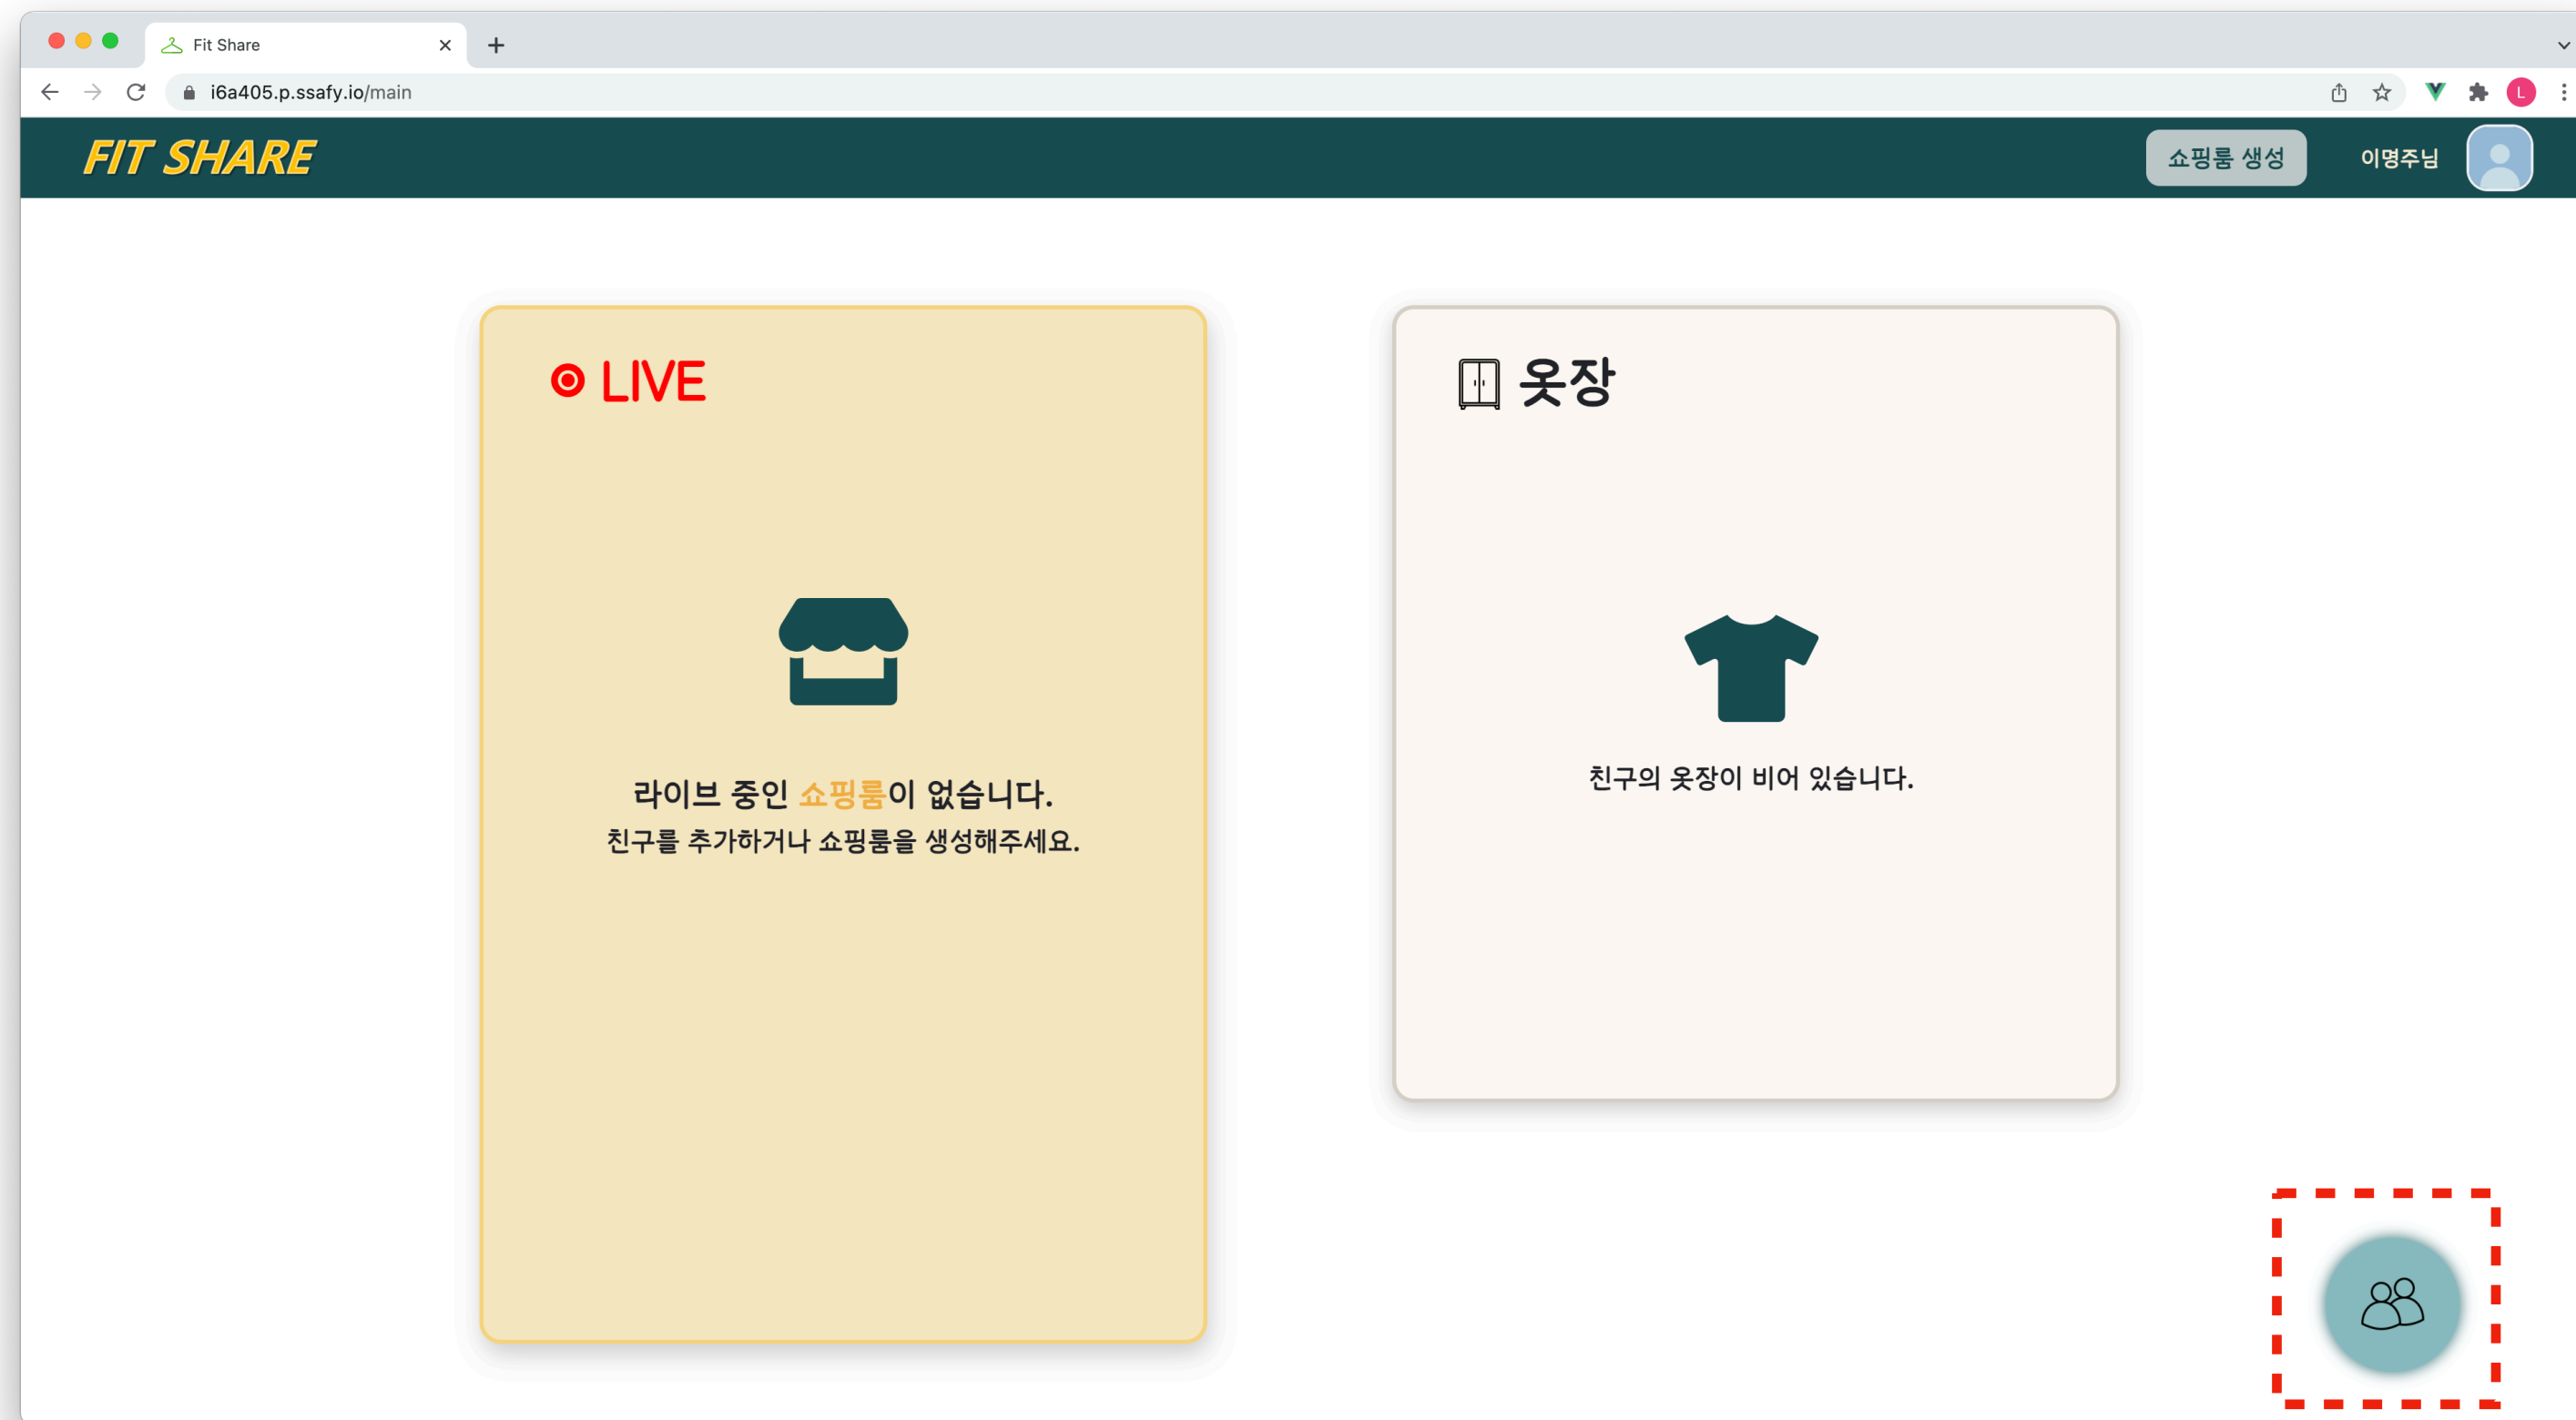 Fit Share
i6a405.p.ssafy.io/main
L
FIT SHARE
쇼핑룸 생성
이명주님
LIVE
라이브 중인 쇼핑룸이 없습니다.
친구를 추가하거나 쇼핑룸을 생성해주세요.
옷장
친구의 옷장이 비어 있습니다.